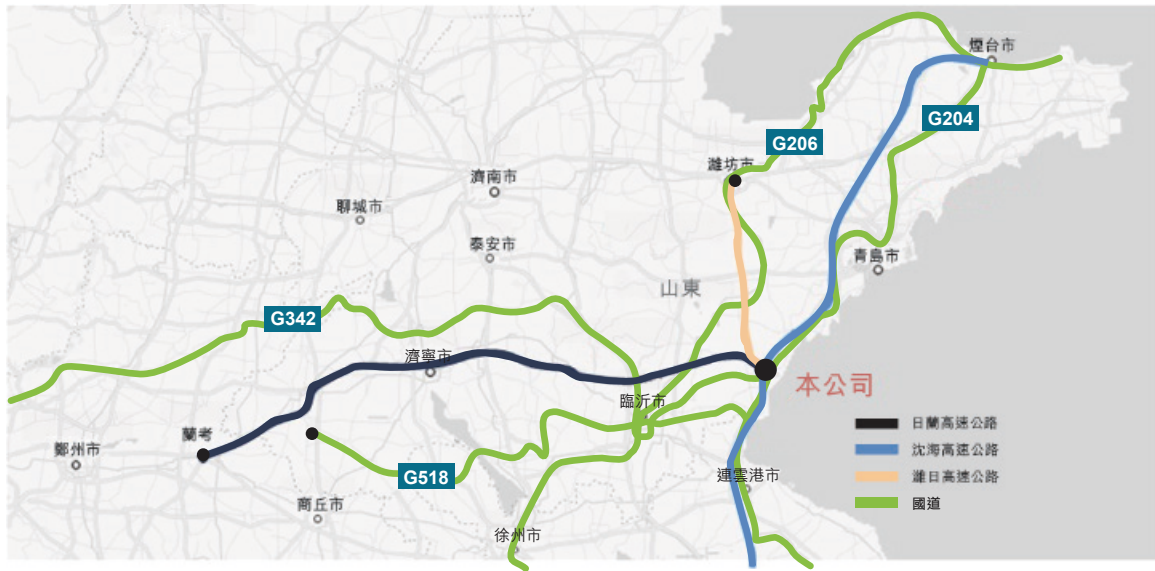 煙台市
G204
G206
濰坊市
濟南市
聊城市
泰安市
青島市
山東
G342
濟寧市
本公司
臨沂市
日蘭高速公路
蘭考
鄭州市
沈海高速公路
G518
連雲港市
濰日高速公路
商丘市
國道
徐州市